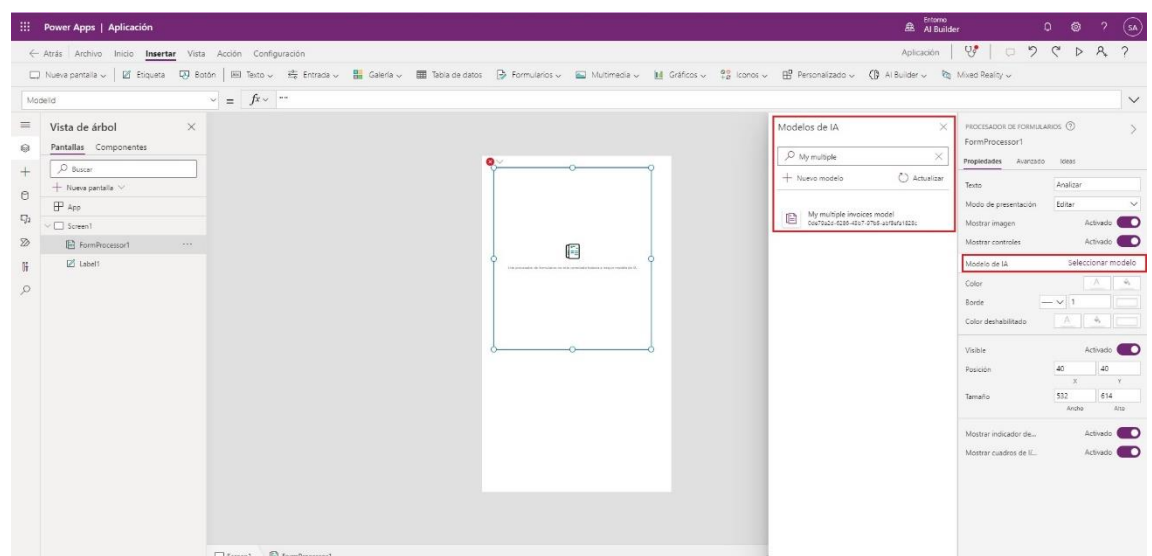 Power Apps | Aplicación
Entorno
AI Builder
SA
Atrás Archivo Inicio Insertar Vista Acción Configuración
Aplicación
Nueva pantalla Etiqueta Botón Texto Entrada Galería Tabla de datos Formularios Multimedia Gráficos Iconos Personalizado AI Builder Mixed Reality
ModelId = fx ""
Vista de árbol
Pantallas Componentes
Buscar
Nueva pantalla
App
Screen1
FormProcessor1
Label1
Modelos de IA
My multiple
Nuevo modelo Actualizar
My multiple invoices model
PROCESADOR DE FORMULARIOS
FormProcessor1
Propiedades Avanzado Ideas
Texto Analizar
Modo de presentación Editar
Mostrar imagen Activado
Mostrar controles Activado
Modelo de IA Seleccionar modelo
Color
Borde 1
Color deshabilitado
Visible Activado
Posición 40 40
X Y
Tamaño 532 614
Ancho Alto
Mostrar indicador de... Activado
Mostrar cuadros de lí... Activado